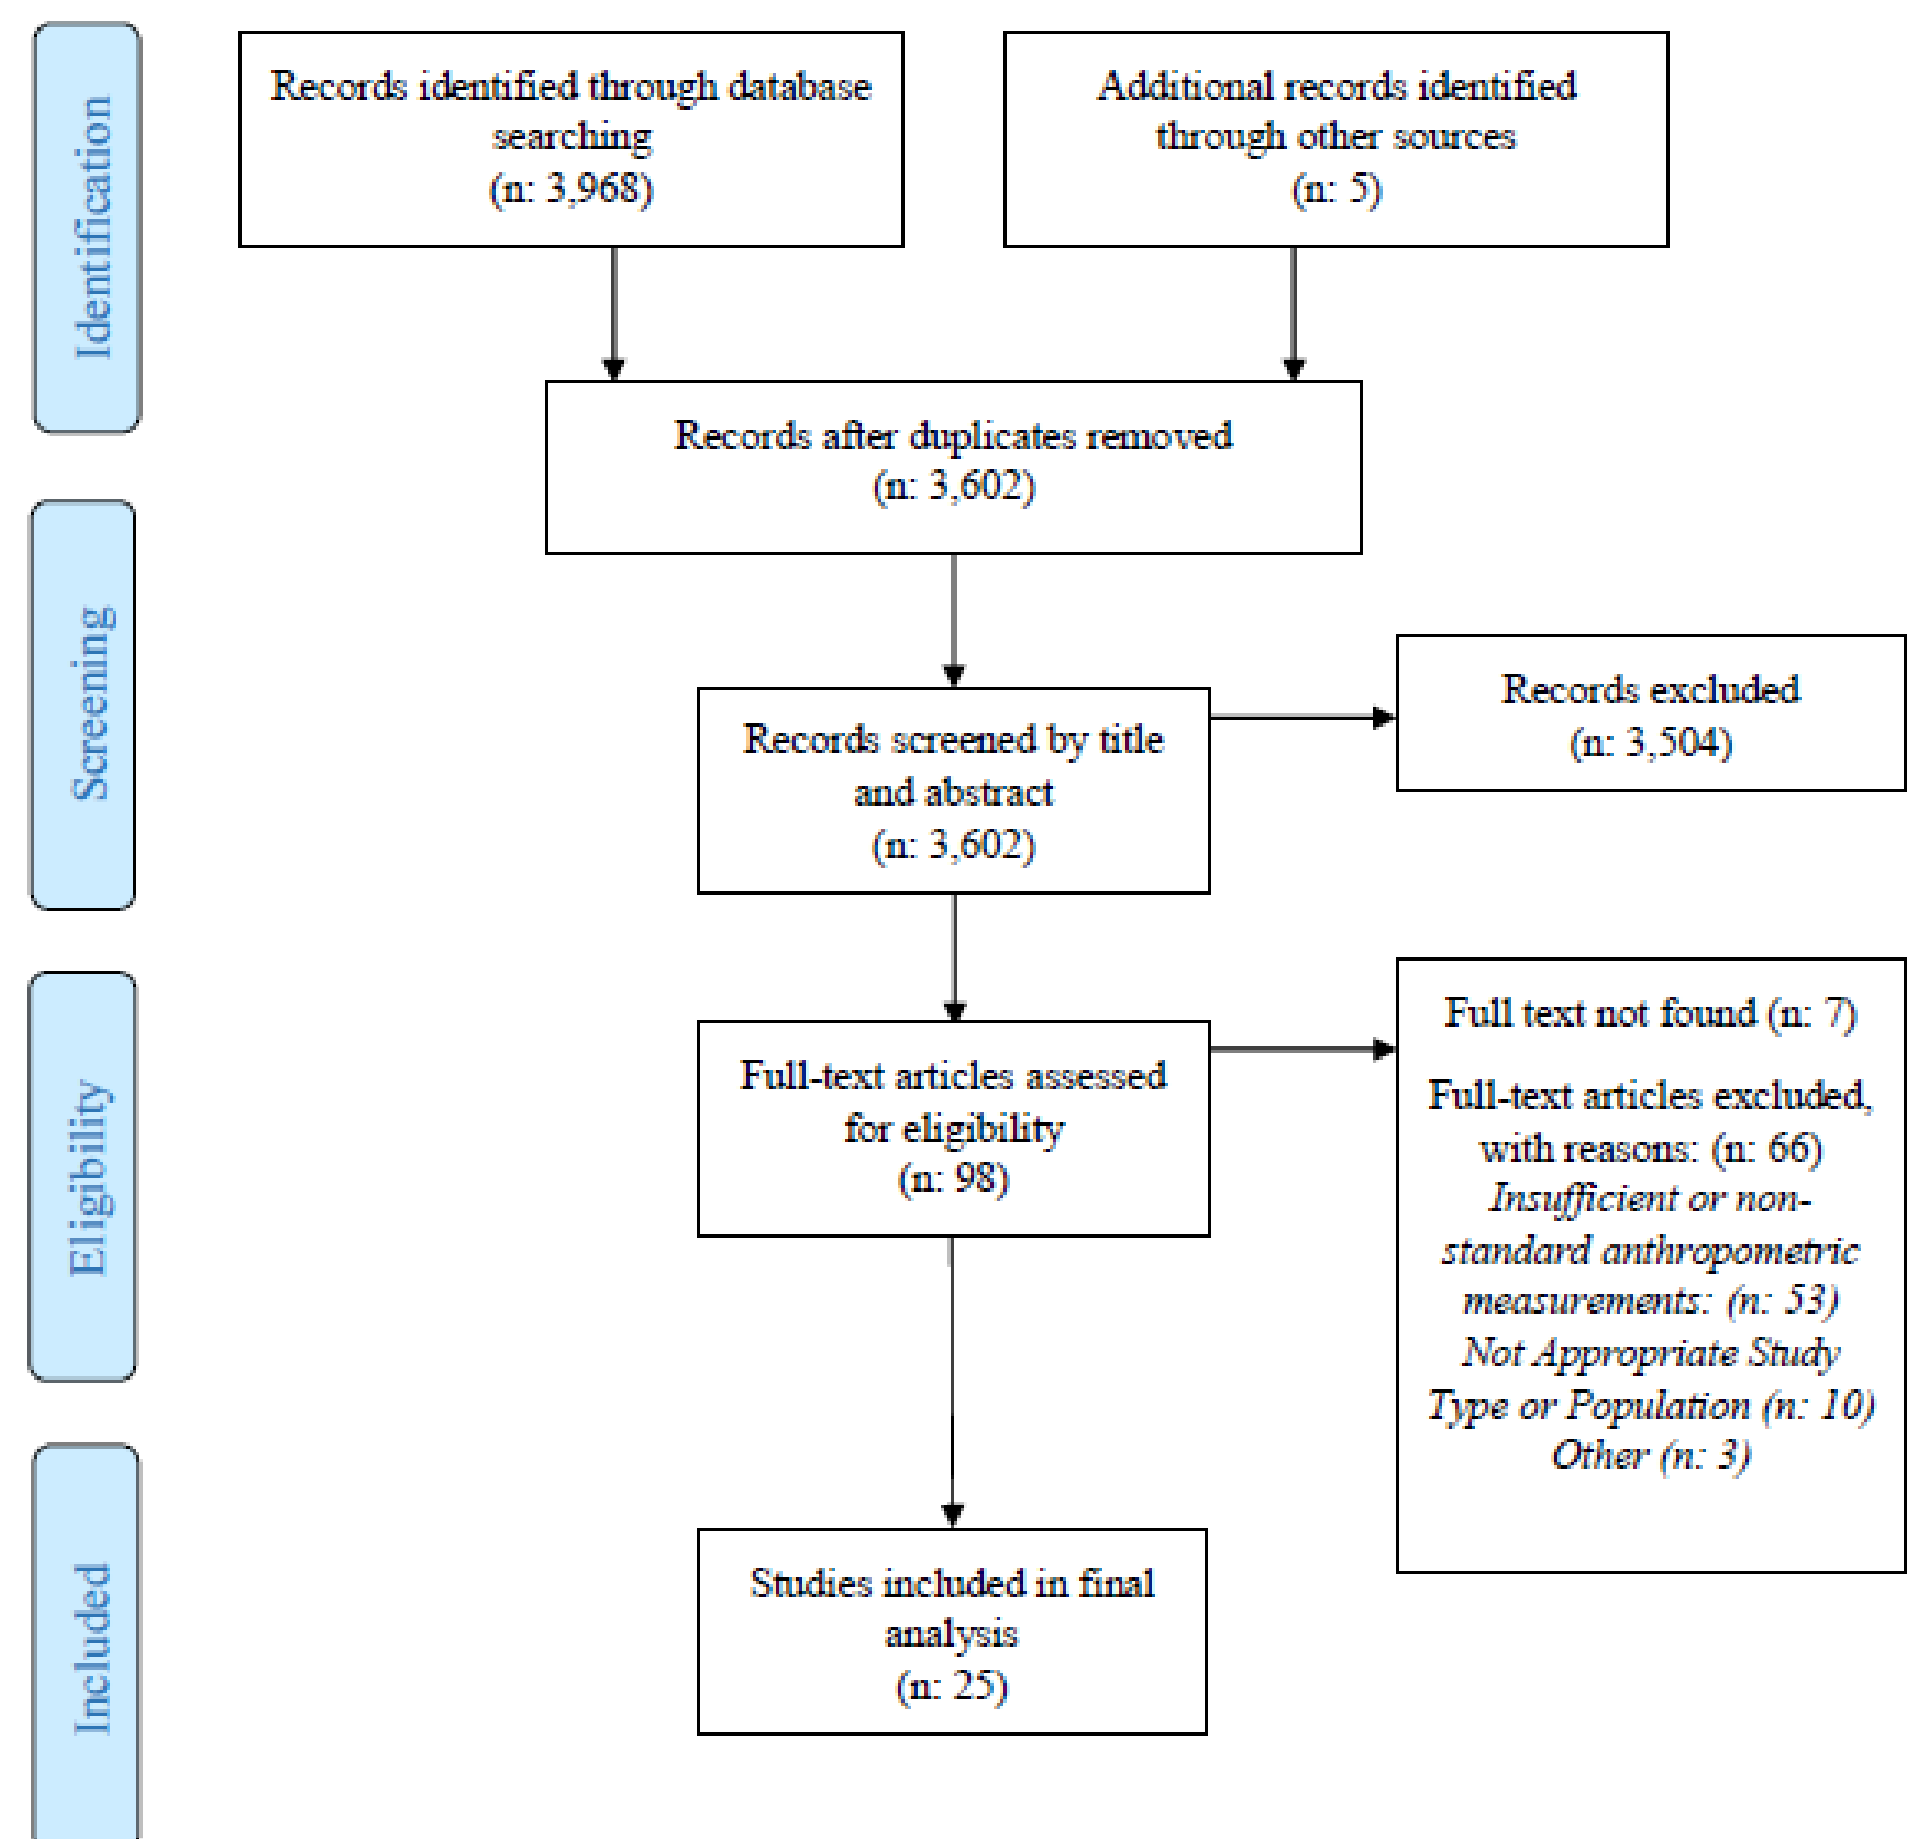 Identification
Records identified through database
searching
(n: 3,968)
Additional records identified
through other sources
(n: 5)
Records after duplicates removed
(n: 3,602)
Screening
Records screened by title
and abstract
(n: 3,602)
Records excluded
(n: 3,504)
Eligibility
Full-text articles assessed
for eligibility
(n: 98)
Full text not found (n: 7)
Full-text articles excluded,
with reasons: (n: 66)
Insufficient or non-
standard anthropometric
measurements: (n: 53)
Not Appropriate Study
Type or Population (n: 10)
Other (n: 3)
Included
Studies included in final
analysis
(n: 25)